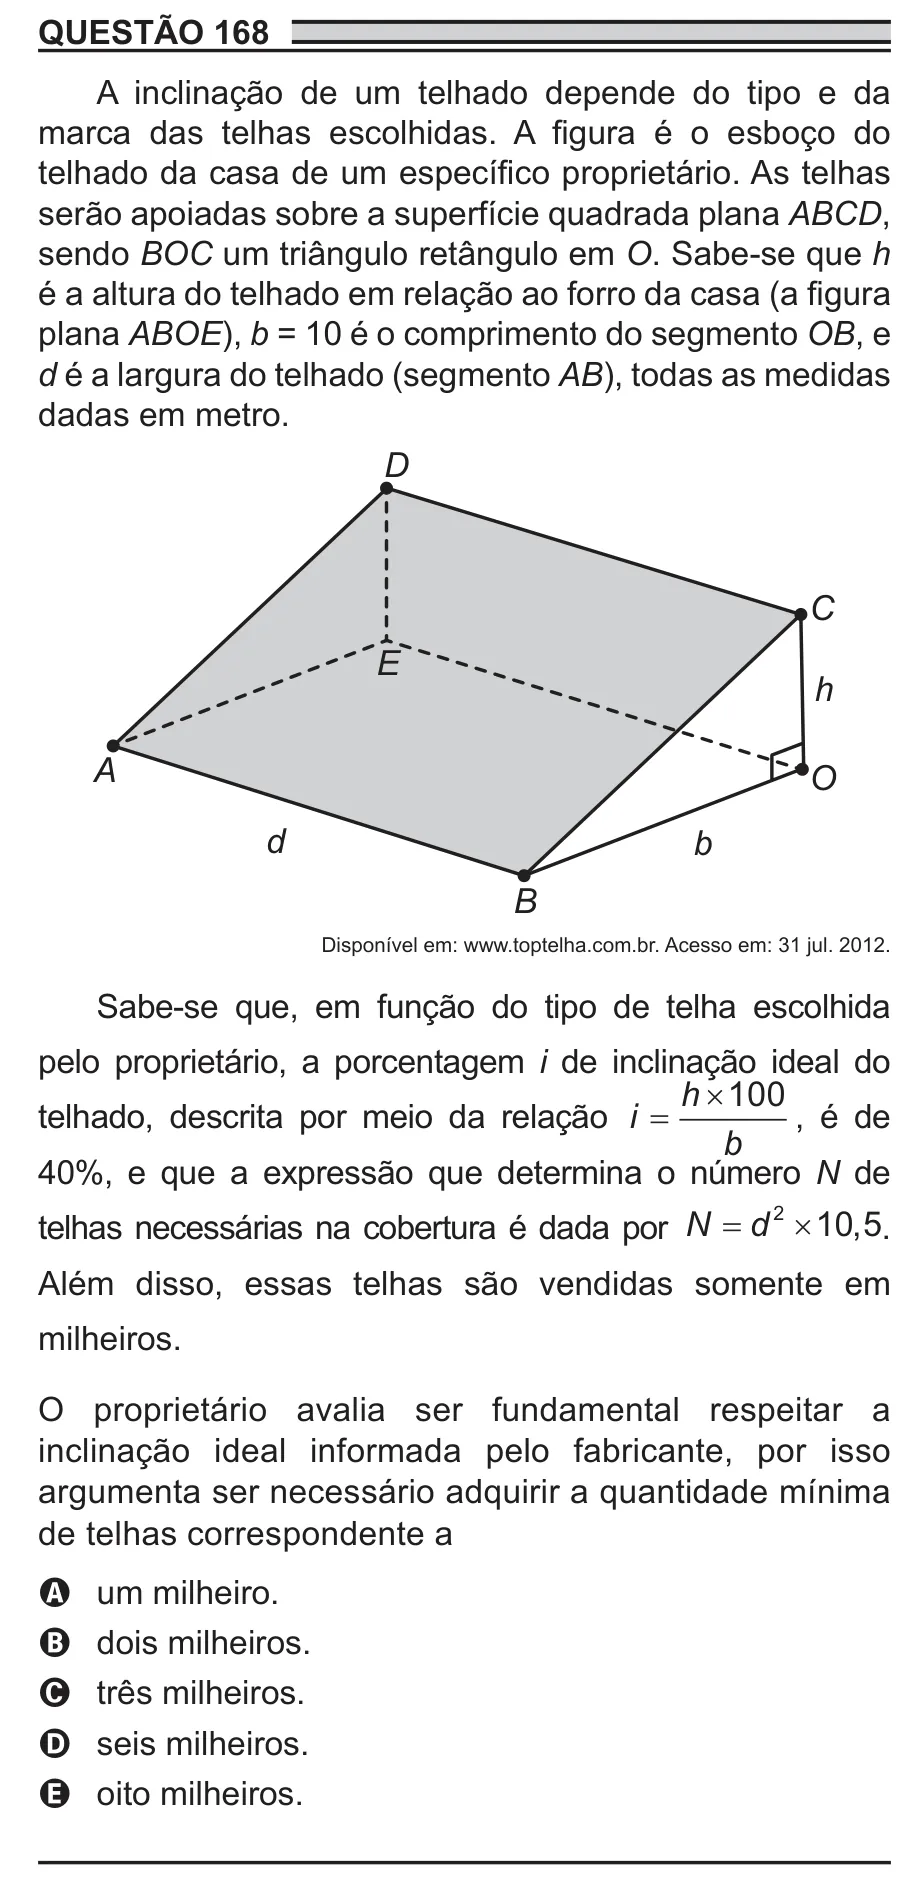 QUESTÃO 168
A inclinação de um telhado depende do tipo e da
marca das telhas escolhidas. A figura é o esboço do
telhado da casa de um específico proprietário. As telhas
serão apoiadas sobre a superfície quadrada plana ABCD,
sendo BOC um triângulo retângulo em O. Sabe-se que h
é a altura do telhado em relação ao forro da casa (a figura
plana ABOE), b = 10 é o comprimento do segmento OB, e
d é a largura do telhado (segmento AB), todas as medidas
dadas em metro.
D
C
E
h
A
O
d
b
B
Disponível em: www.toptelha.com.br. Acesso em: 31 jul. 2012.
Sabe-se que, em função do tipo de telha escolhida
pelo proprietário, a porcentagem i de inclinação ideal do
telhado, descrita por meio da relação i = h × 100 / b, é de
40%, e que a expressão que determina o número N de
telhas necessárias na cobertura é dada por N = d² × 10,5.
Além disso, essas telhas são vendidas somente em
milheiros.
O proprietário avalia ser fundamental respeitar a
inclinação ideal informada pelo fabricante, por isso
argumenta ser necessário adquirir a quantidade mínima
de telhas correspondente a
A um milheiro.
B dois milheiros.
C três milheiros.
D seis milheiros.
E oito milheiros.